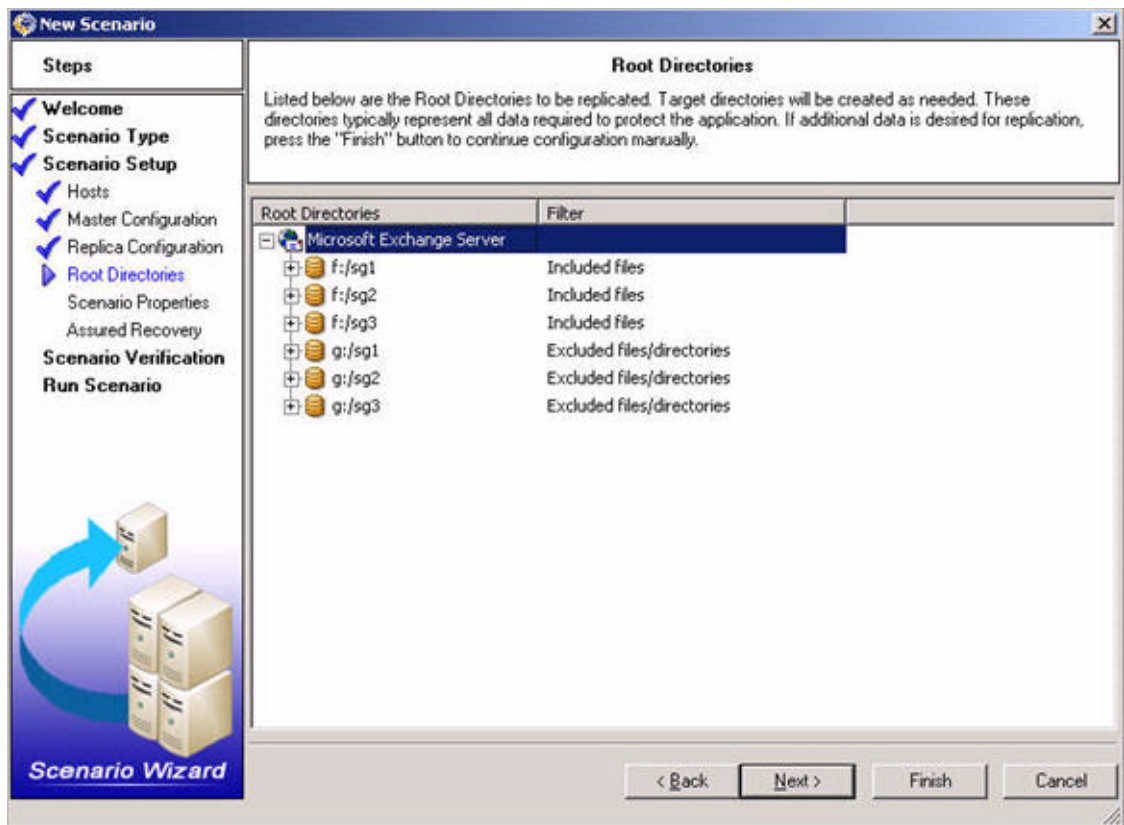 New Scenario
Steps
Welcome
Scenario Type
Scenario Setup
Hosts
Master Configuration
Replica Configuration
Root Directories
Scenario Properties
Assured Recovery
Scenario Verification
Run Scenario
Scenario Wizard
Root Directories
Listed below are the Root Directories to be replicated. Target directories will be created as needed. These
directories typically represent all data required to protect the application. If additional data is desired for replication,
press the "Finish" button to continue configuration manually.
Root Directories Filter
Microsoft Exchange Server
f:/sg1 Included files
f:/sg2 Included files
f:/sg3 Included files
g:/sg1 Excluded files/directories
g:/sg2 Excluded files/directories
g:/sg3 Excluded files/directories
< Back Next > Finish Cancel